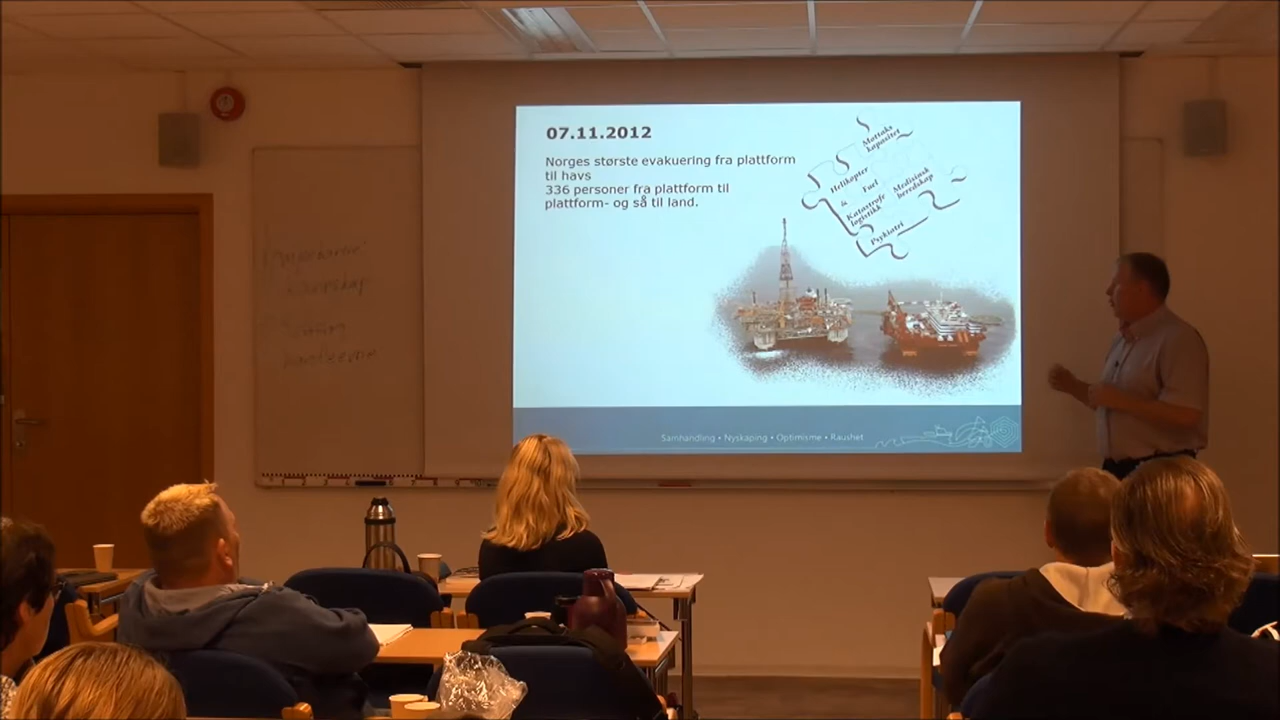 07.11.2012
Norges største evakuering fra plattform
til havs
336 personer fra plattform til
plattform- og så til land.
Mottaks
kapasitet
Helikopter
&
Fuel
Katastrofe
logistikk
Medisinsk
beredskap
Psykiatri
Samhandling • Nyskaping • Optimisme • Raushet